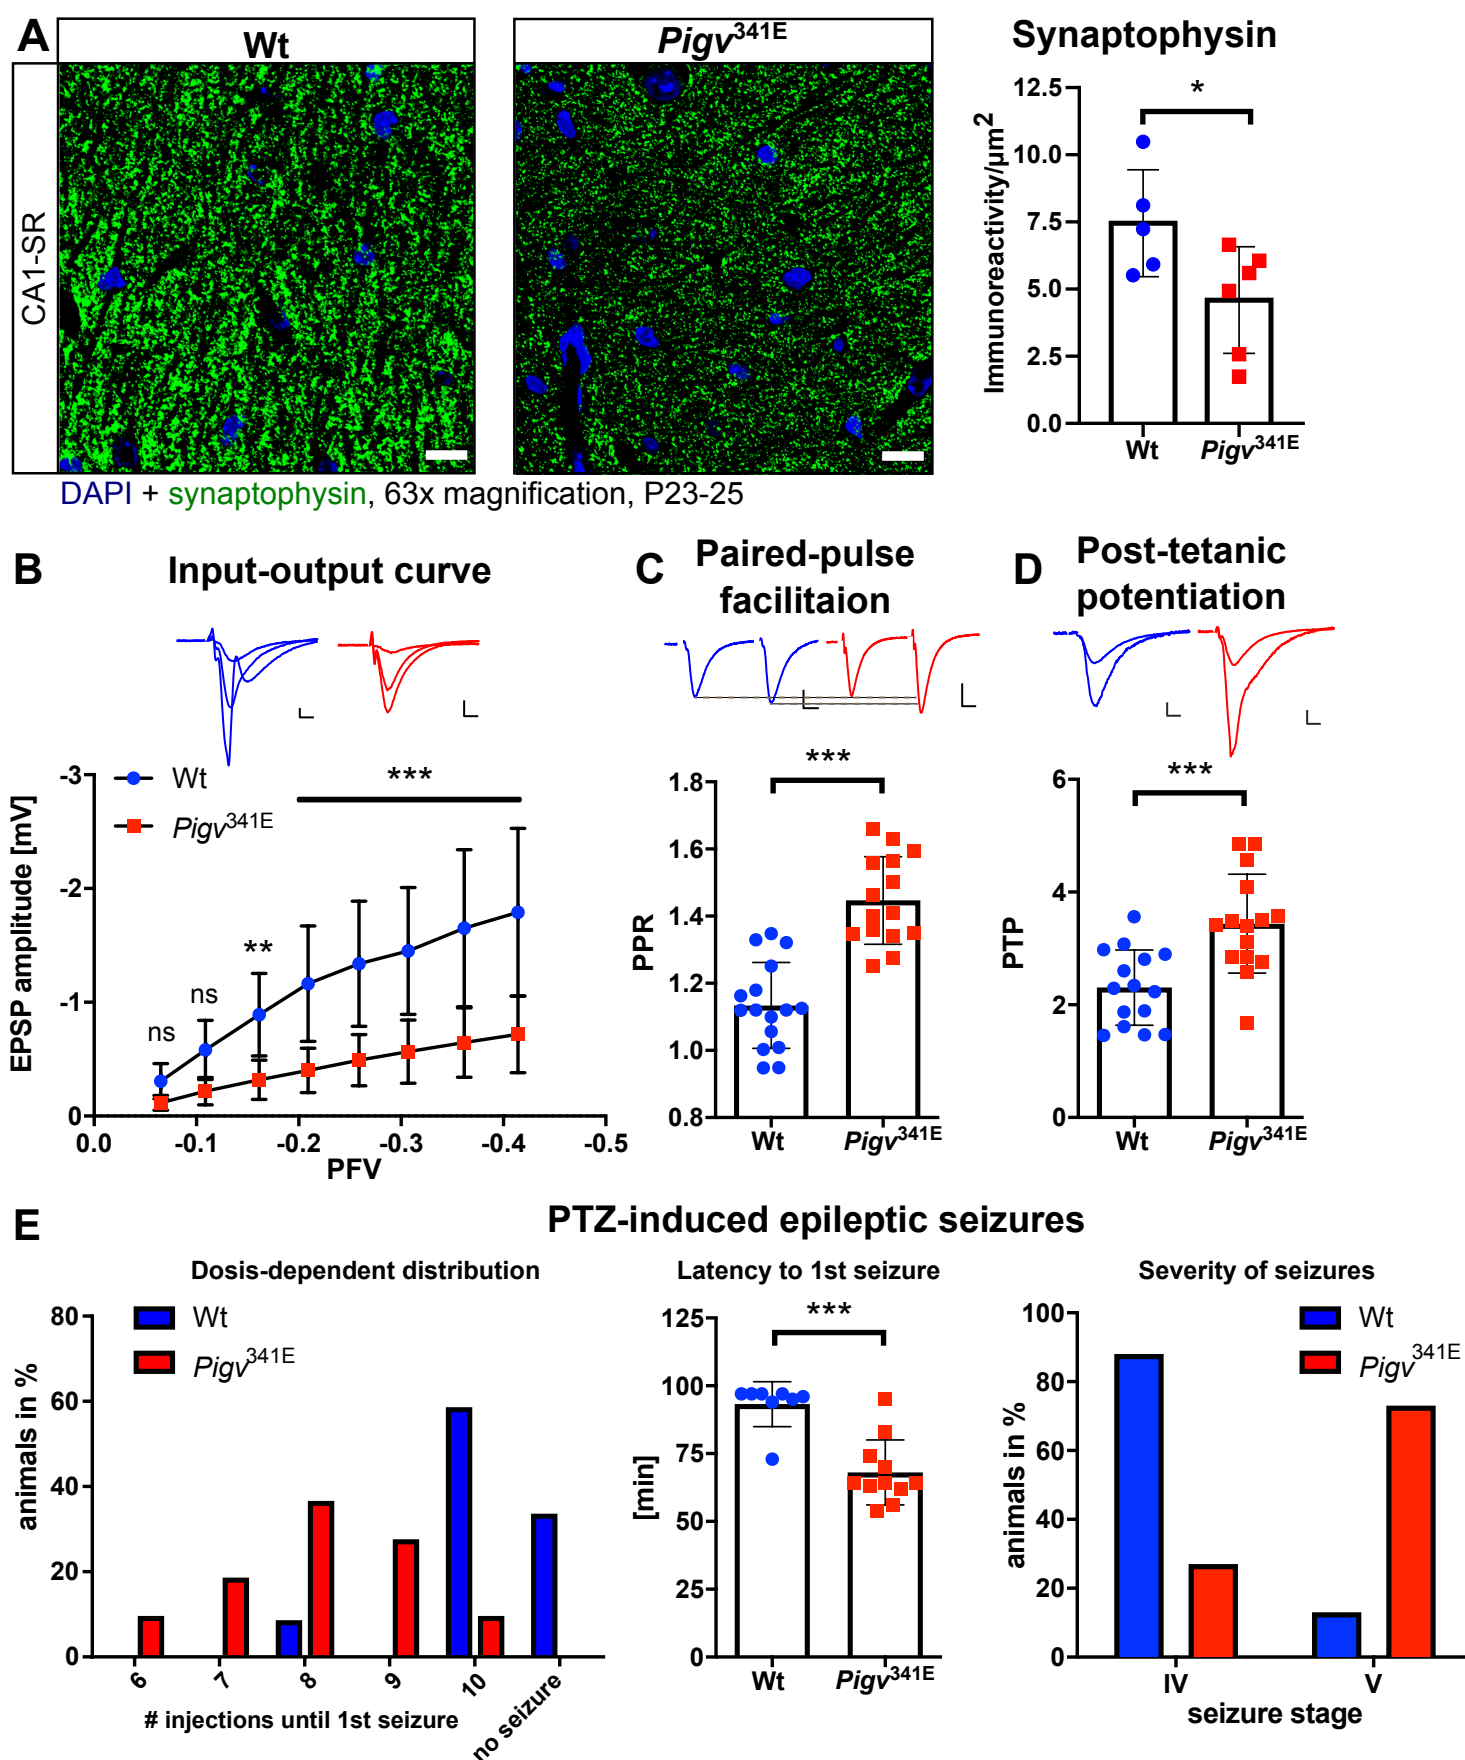 A
Wt
Pigv341E
Synaptophysin
CA1-SR
DAPI + synaptophysin, 63x magnification, P23-25
Immunoreactivity/µm2
12.5
10.0
7.5
5.0
2.5
0.0
*
Wt
Pigv341E
B
Input-output curve
Wt
Pigv341E
EPSP amplitude [mV]
-3
-2
-1
0
ns
ns
**
***
0.0
-0.1
-0.2
-0.3
-0.4
-0.5
PFV
C
Paired-pulse
facilitaion
***
PPR
1.8
1.6
1.4
1.2
1.0
0.8
Wt
Pigv341E
D
Post-tetanic
potentiation
***
PTP
6
4
2
0
Wt
Pigv341E
E
PTZ-induced epileptic seizures
Dosis-dependent distribution
Wt
Pigv341E
animals in %
80
60
40
20
0
6
7
8
9
10
no seizure
# injections until 1st seizure
Latency to 1st seizure
***
[min]
125
100
75
50
25
0
Wt
Pigv341E
Severity of seizures
Wt
Pigv341E
animals in %
100
80
60
40
20
0
IV
V
seizure stage